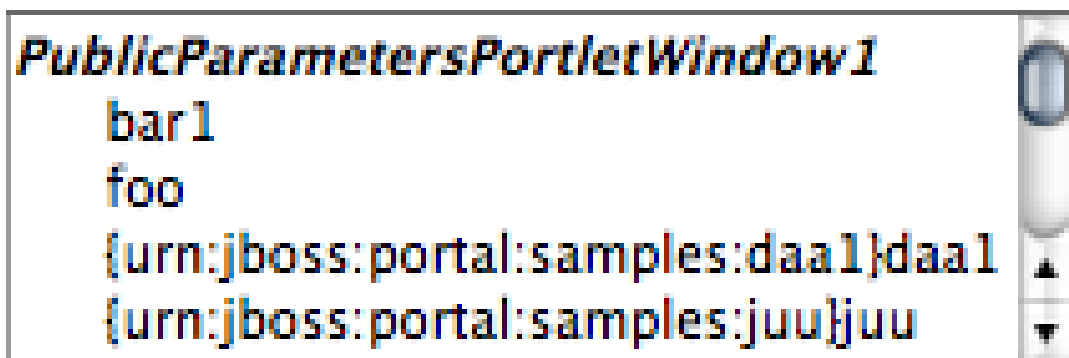 PublicParametersPortletWindow1
bar1
foo
{urn:jboss:portal:samples:daa1}daa1
{urn:jboss:portal:samples:juu}juu